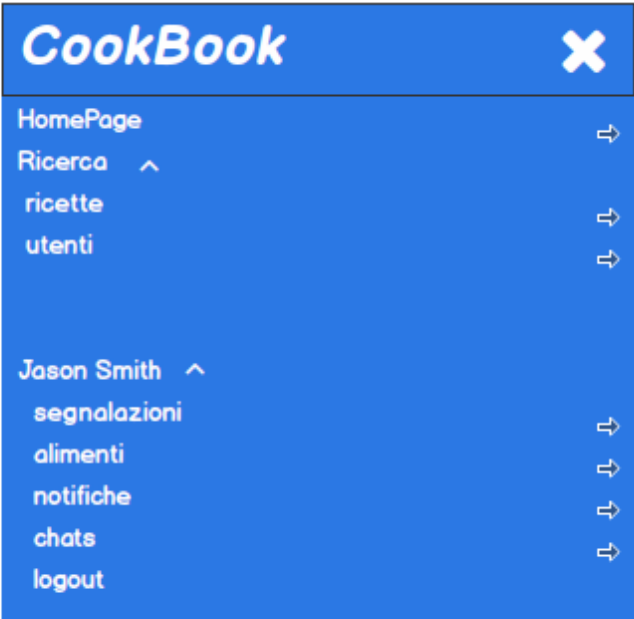 CookBook
HomePage
Ricerca
ricette
utenti
Jason Smith
segnalazioni
alimenti
notifiche
chats
logout